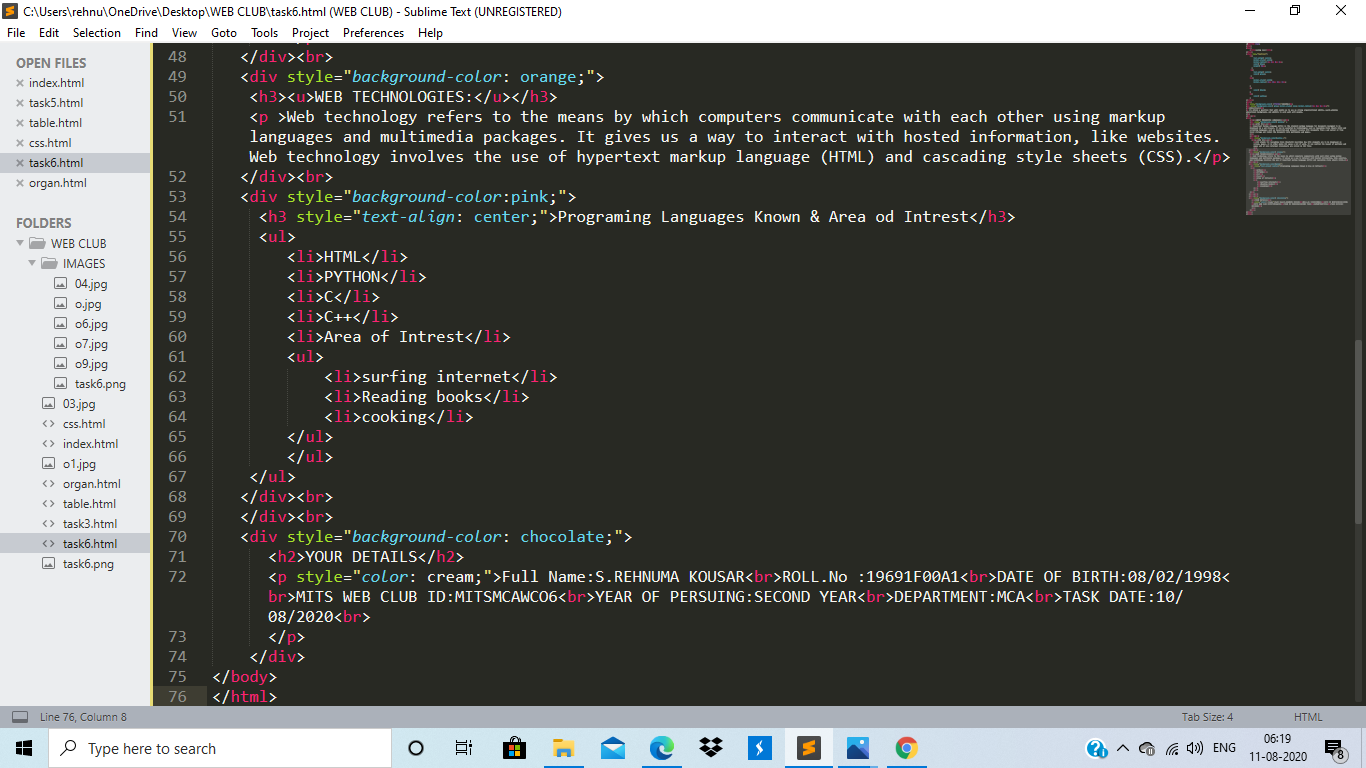 C:\Users\rehnu\OneDrive\Desktop\WEB CLUB\task6.html (WEB CLUB) - Sublime Text (UNREGISTERED)
File Edit Selection Find View Goto Tools Project Preferences Help
OPEN FILES
index.html
task5.html
table.html
css.html
task6.html
organ.html
FOLDERS
WEB CLUB
IMAGES
04.jpg
o.jpg
o6.jpg
o7.jpg
o9.jpg
task6.png
03.jpg
css.html
index.html
o1.jpg
organ.html
table.html
task3.html
task6.html
task6.png
48 </div><br>
49 <div style="background-color: orange;">
50 <h3><u>WEB TECHNOLOGIES:</u></h3>
51 <p >Web technology refers to the means by which computers communicate with each other using markup
languages and multimedia packages. It gives us a way to interact with hosted information, like websites.
Web technology involves the use of hypertext markup language (HTML) and cascading style sheets (CSS).</p>
52 </div><br>
53 <div style="background-color:pink;">
54 <h3 style="text-align: center;">Programing Languages Known & Area od Intrest</h3>
55 <ul>
56 <li>HTML</li>
57 <li>PYTHON</li>
58 <li>C</li>
59 <li>C++</li>
60 <li>Area of Intrest</li>
61 <ul>
62 <li>surfing internet</li>
63 <li>Reading books</li>
64 <li>cooking</li>
65 </ul>
66 </ul>
67 </ul>
68 </div><br>
69 </div><br>
70 <div style="background-color: chocolate;">
71 <h2>YOUR DETAILS</h2>
72 <p style="color: cream;">Full Name:S.REHNUMA KOUSAR<br>ROLL.No :19691F00A1<br>DATE OF BIRTH:08/02/1998<
br>MITS WEB CLUB ID:MITSMCAWCO6<br>YEAR OF PERSUING:SECOND YEAR<br>DEPARTMENT:MCA<br>TASK DATE:10/
08/2020<br>
73 </p>
74 </div>
75 </body>
76 </html>
Line 76, Column 8
Tab Size: 4
HTML
Type here to search
ENG
06:19
11-08-2020
8